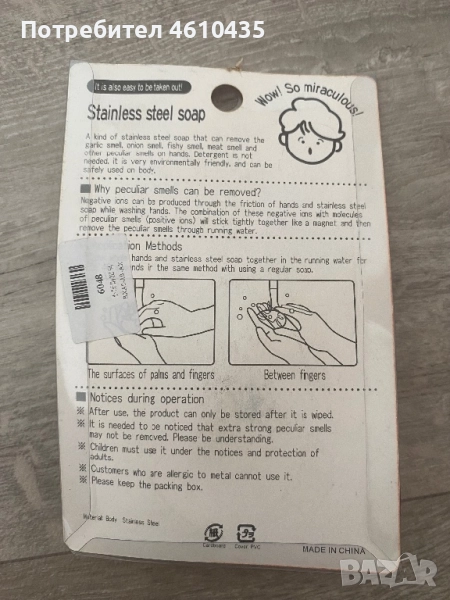 Потребител 4610435
It is also easy to be taken out!
Wow! So miraculous!
Stainless steel soap
A kind of stainless steel soap that can remove the
garlic smell, onion smell, fishy smell, meat smell and
other peculiar smells on hands. Detergent is not
needed. it is very environmentally friendly, and can be
safely used on body.
Why peculiar smells can be removed?
Negative ions can be produced through the friction of hands and stainless steel
soap while washing hands. The combination of these negative ions with molecules
of peculiar smells (positive ions) will stick tightly together like a magnet and then
remove the peculiar smells through running water.
Methods
hands and stainless steel soap together in the running water for
in the same method with using a regular soap.
6048
The surfaces of palms and fingers
Between fingers
Notices during operation
※ After use, the product can only be stored after it is wiped.
※ It is needed to be noticed that extra strong peculiar smells
may not be removed. Please be understanding.
※ Children must use it under the notices and protection of
adults.
※ Customers who are allergic to metal cannot use it.
※ Please keep the packing box.
Material Body Stainless Steel
Cardboard Cover PVC
MADE IN CHINA
BAZAR.BG